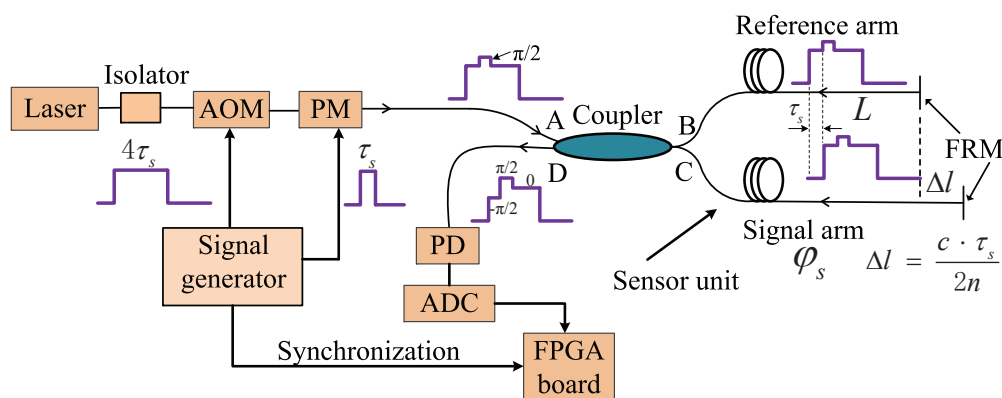 Laser
Isolator
AOM
PM
4τₛ
τₛ
Signal
generator
Synchronization
π/2
A
D
π/2
0
-π/2
PD
ADC
FPGA
board
Coupler
B
C
Sensor unit
Reference arm
τₛ
L
FRM
Δl
Signal arm
φₛ
Δl = c · τₛ / 2n